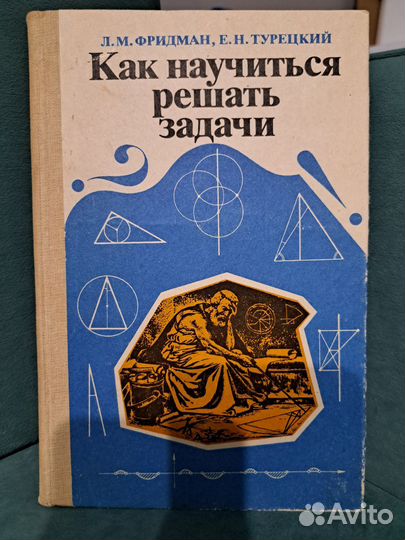 Л. М. ФРИДМАН, Е. Н. ТУРЕЦКИЙ
Как научиться
решать
задачи
Avito